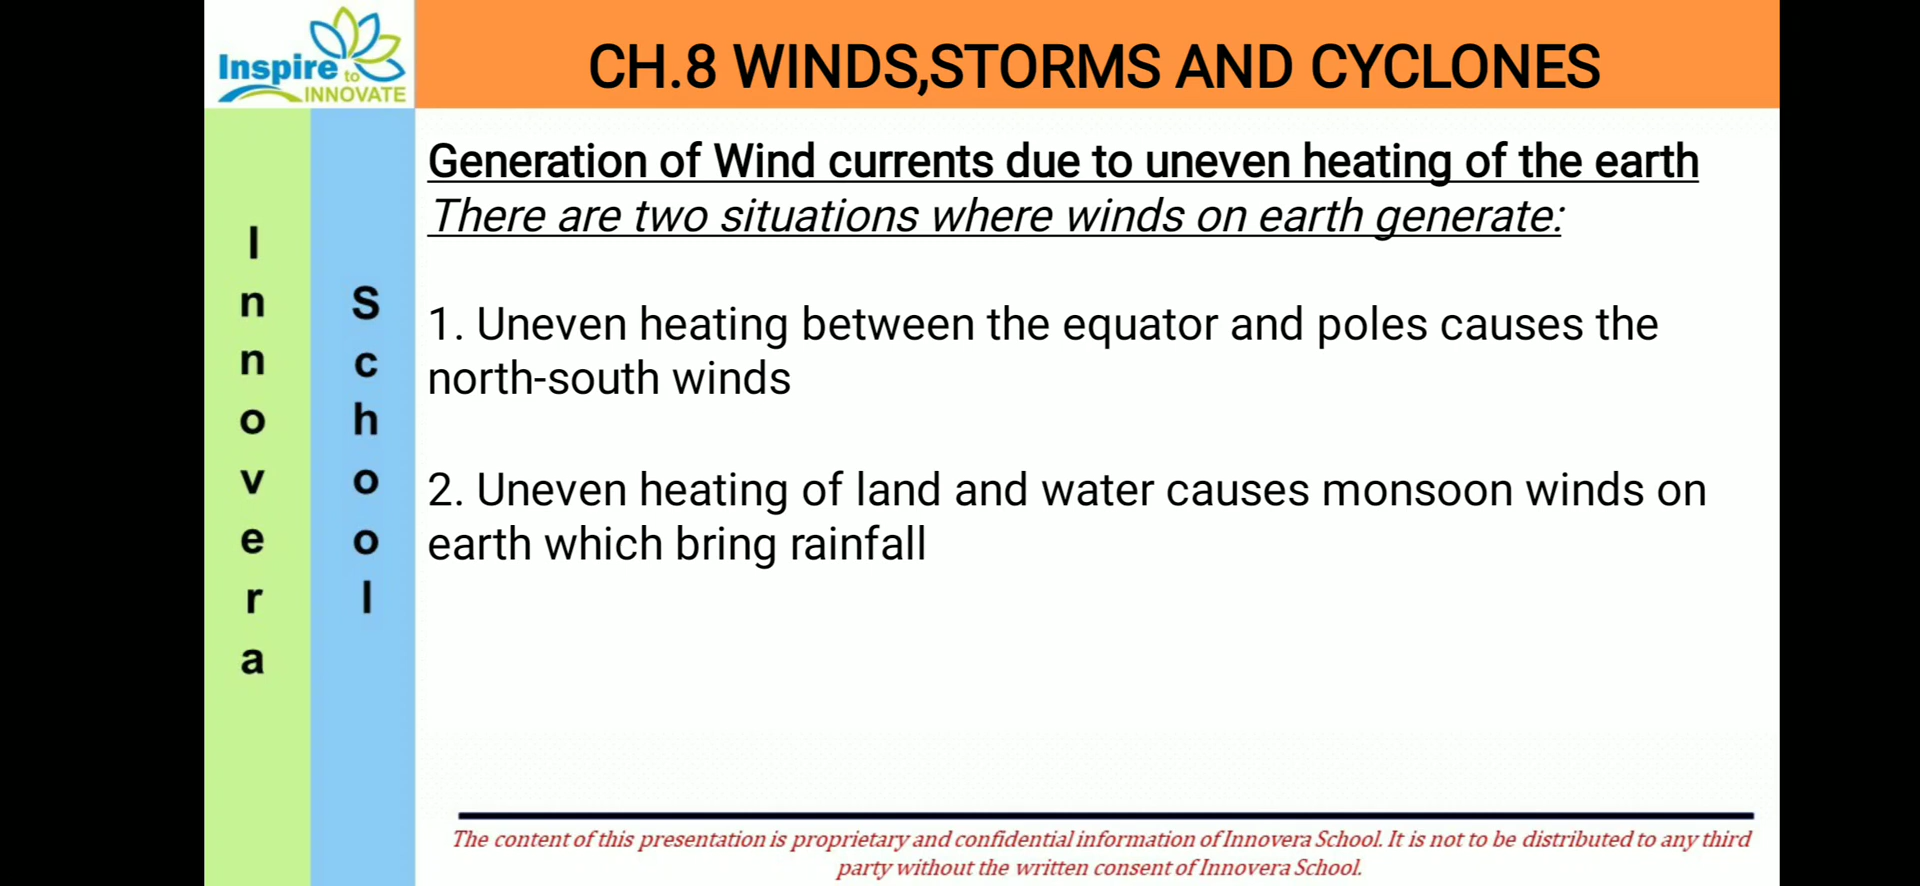 Inspire
to
INNOVATE
CH.8 WINDS,STORMS AND CYCLONES
Innovera
School
Generation of Wind currents due to uneven heating of the earth
There are two situations where winds on earth generate:
1. Uneven heating between the equator and poles causes the
north-south winds
2. Uneven heating of land and water causes monsoon winds on
earth which bring rainfall
The content of this presentation is proprietary and confidential information of Innovera School. It is not to be distributed to any third
party without the written consent of Innovera School.